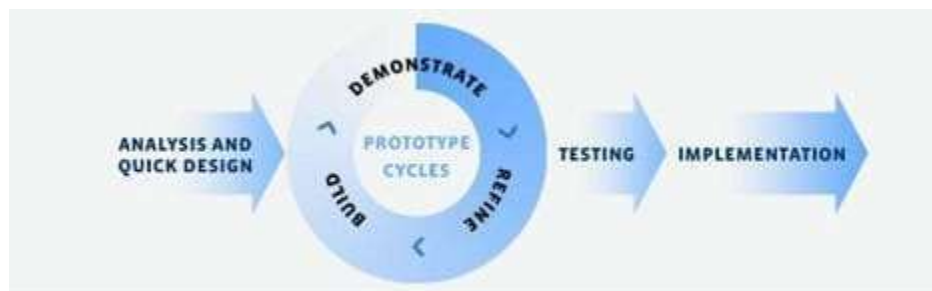 ANALYSIS AND
QUICK DESIGN
DEMONSTRATE
PROTOTYPE
CYCLES
BUILD
REFINE
TESTING
IMPLEMENTATION